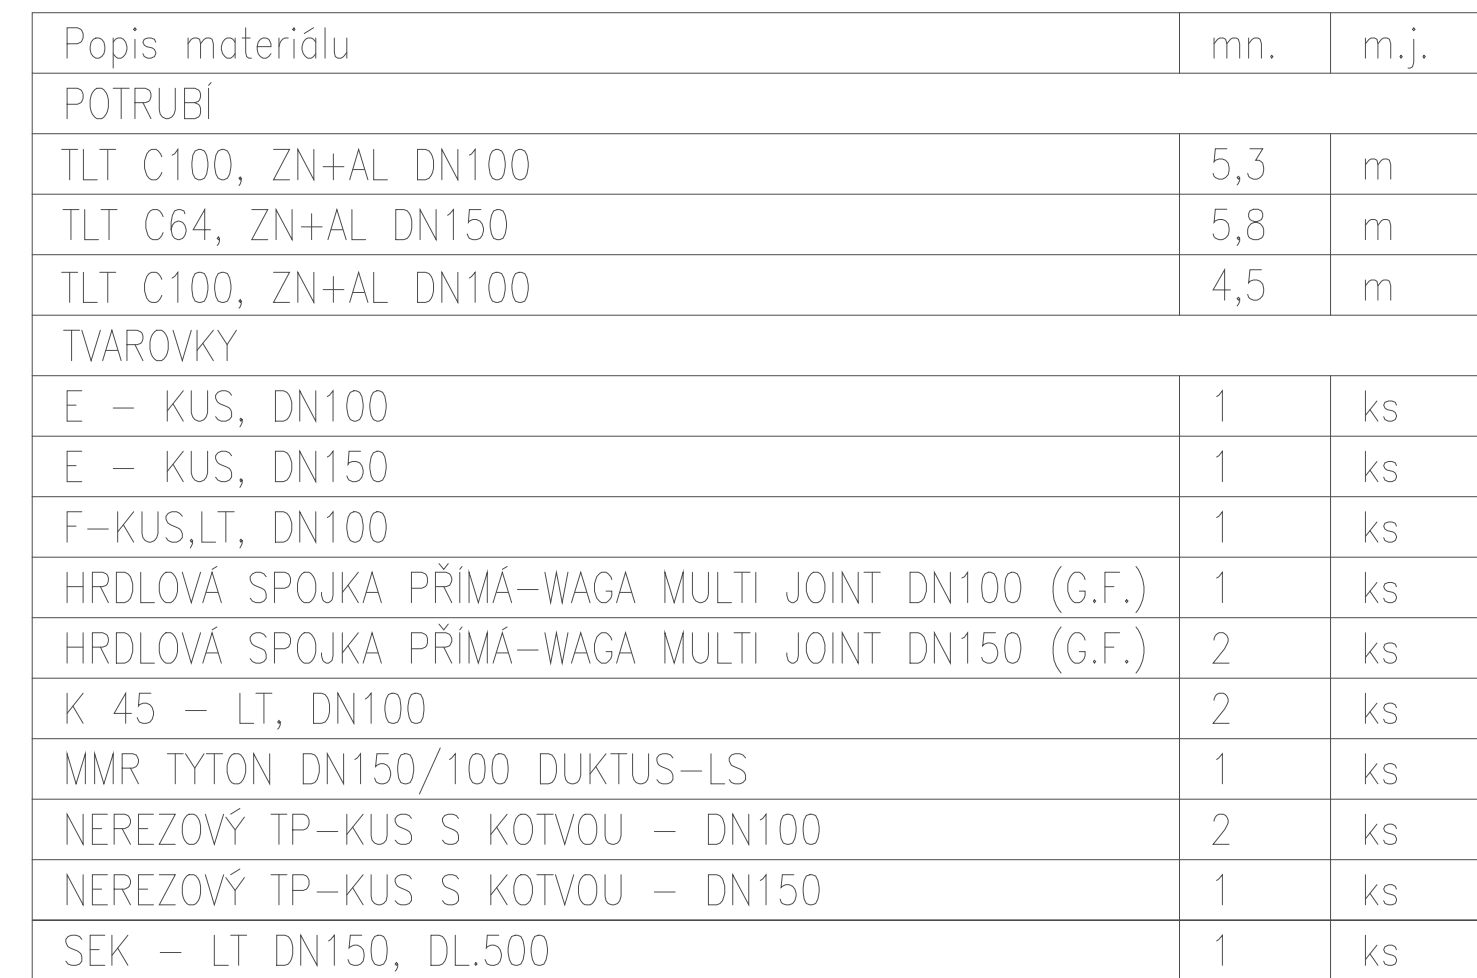 Popis materiálu mn. m.j.
POTRUBÍ
TLT C100, ZN+AL DN100 5,3 m
TLT C64, ZN+AL DN150 5,8 m
TLT C100, ZN+AL DN100 4,5 m
TVAROVKY
E – KUS, DN100 1 ks
E – KUS, DN150 1 ks
F–KUS,LT, DN100 1 ks
HRDLOVÁ SPOJKA PŘÍMÁ–WAGA MULTI JOINT DN100 (G.F.) 1 ks
HRDLOVÁ SPOJKA PŘÍMÁ–WAGA MULTI JOINT DN150 (G.F.) 2 ks
K 45 – LT, DN100 2 ks
MMR TYTON DN150/100 DUKTUS–LS 1 ks
NEREZOVÝ TP–KUS S KOTVOU – DN100 2 ks
NEREZOVÝ TP–KUS S KOTVOU – DN150 1 ks
SEK – LT DN150, DL.500 1 ks